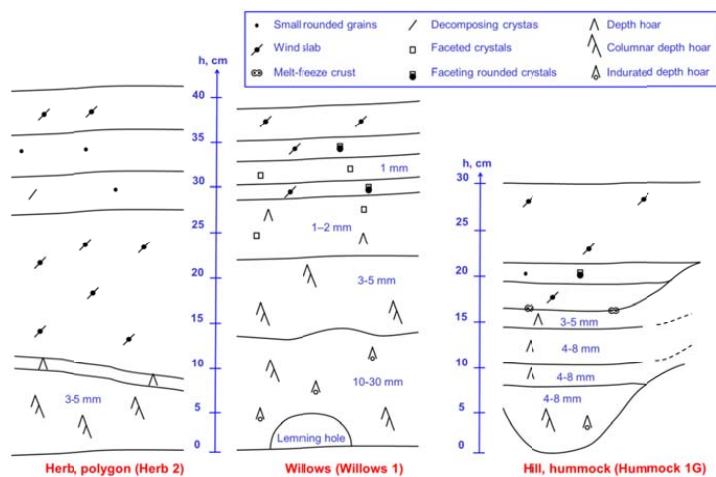 Small rounded grains
Decomposing crystas
Depth hoar
Wind slab
Faceted crystals
Columnar depth hoar
Melt-freeze crust
Faceting rounded crystals
Indurated depth hoar
h, cm
40
35
30
25
20
15
10
5
0
3-5 mm
Herb, polygon (Herb 2)
1 mm
1–2 mm
3-5 mm
10-30 mm
Lemning hole
Willows (Willows 1)
h, cm
30
25
20
15
10
5
0
3-5 mm
4-8 mm
4-8 mm
4-8 mm
Hill, hummock (Hummock 1G)